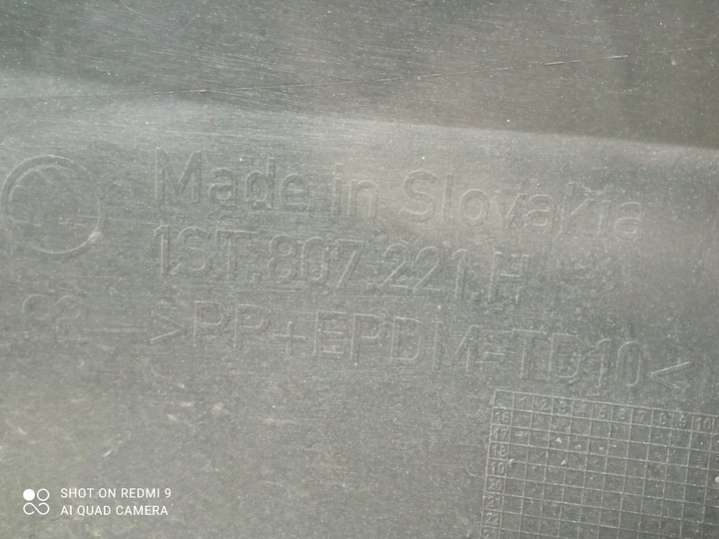 Made in Slovakia
1ST.807.221.H
>PP+EPDM-TD10<
SHOT ON REDMI 9
AI QUAD CAMERA